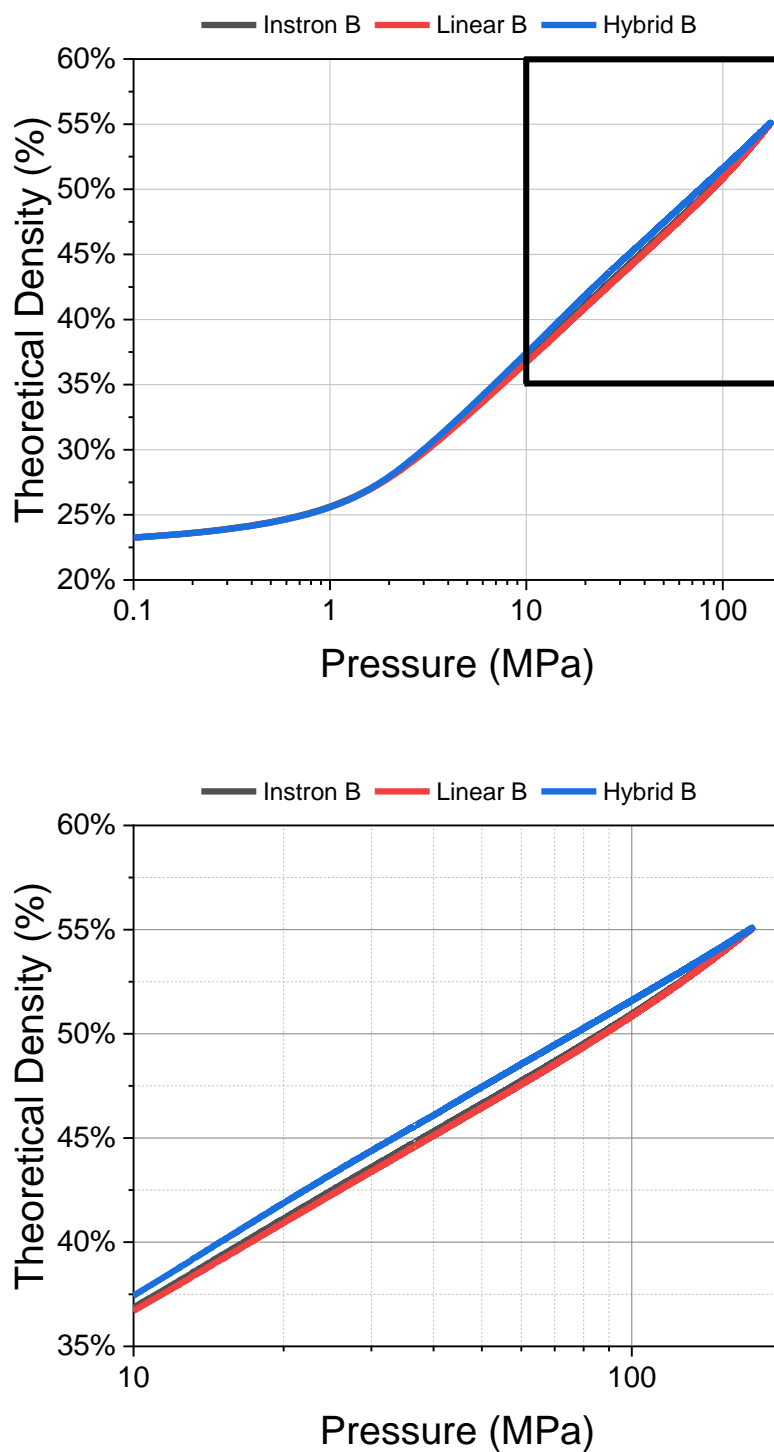 Instron B Linear B Hybrid B
60%
55%
50%
45%
40%
35%
30%
25%
20%
Theoretical Density (%)
0.1 1 10 100
Pressure (MPa)
Instron B Linear B Hybrid B
60%
55%
50%
45%
40%
35%
Theoretical Density (%)
10 100
Pressure (MPa)